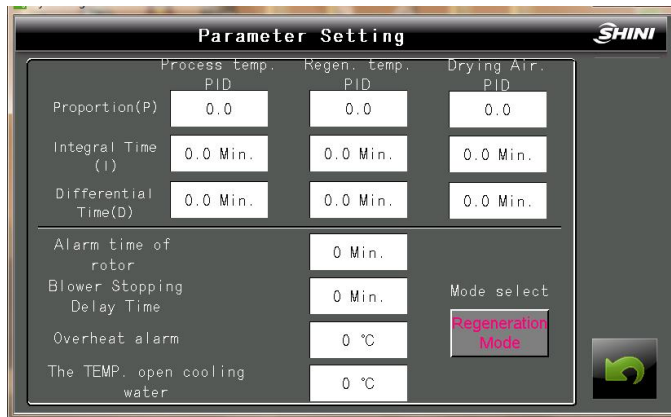 Parameter Setting
SHINI
Process temp. Regen. temp. Drying Air.
PID PID PID
Proportion(P) 0.0 0.0 0.0
Integral Time
(I) 0.0 Min. 0.0 Min. 0.0 Min.
Differential
Time(D) 0.0 Min. 0.0 Min. 0.0 Min.
Alarm time of
rotor 0 Min.
Blower Stopping
Delay Time 0 Min.
Mode select
Regeneration
Mode
Overheat alarm 0 ℃
The TEMP. open cooling
water 0 ℃